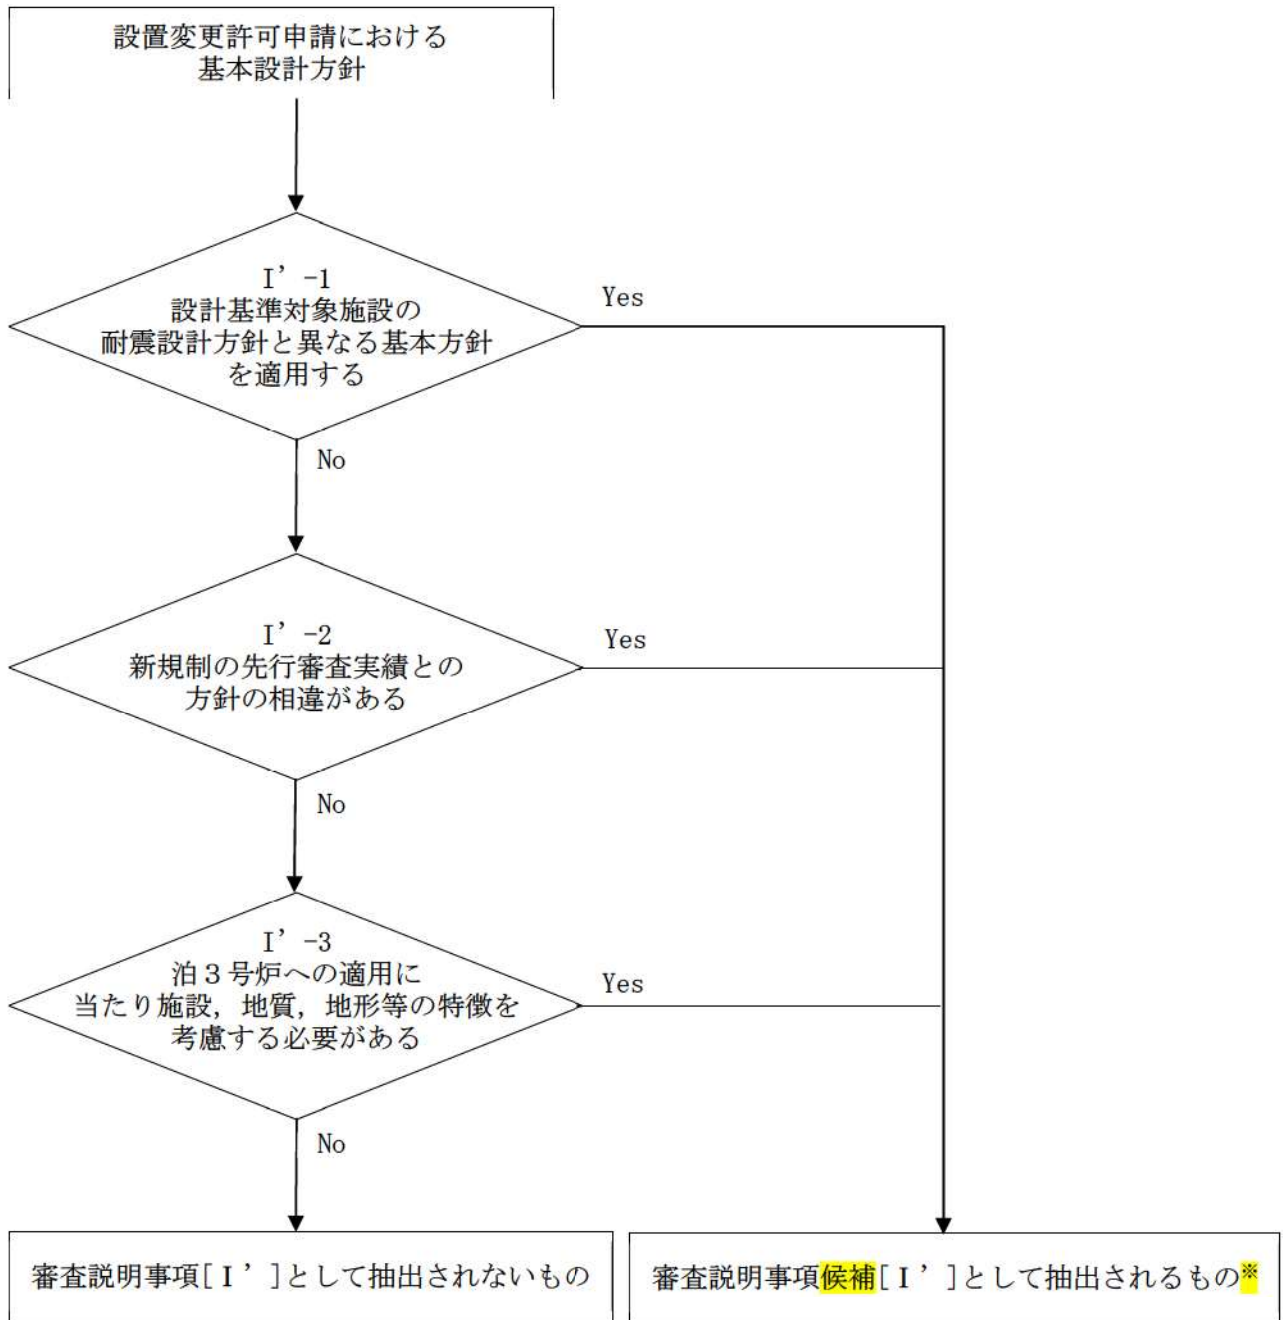 設置変更許可申請における
基本設計方針
Ⅰ’-1
設計基準対象施設の
耐震設計方針と異なる基本方針
を適用する
Yes
No
Ⅰ’-2
新規制の先行審査実績との
方針の相違がある
Yes
No
Ⅰ’-3
泊３号炉への適用に
当たり施設，地質，地形等の特徴を
考慮する必要がある
Yes
No
審査説明事項[Ⅰ’]として抽出されないもの
審査説明事項候補[Ⅰ’]として抽出されるもの※